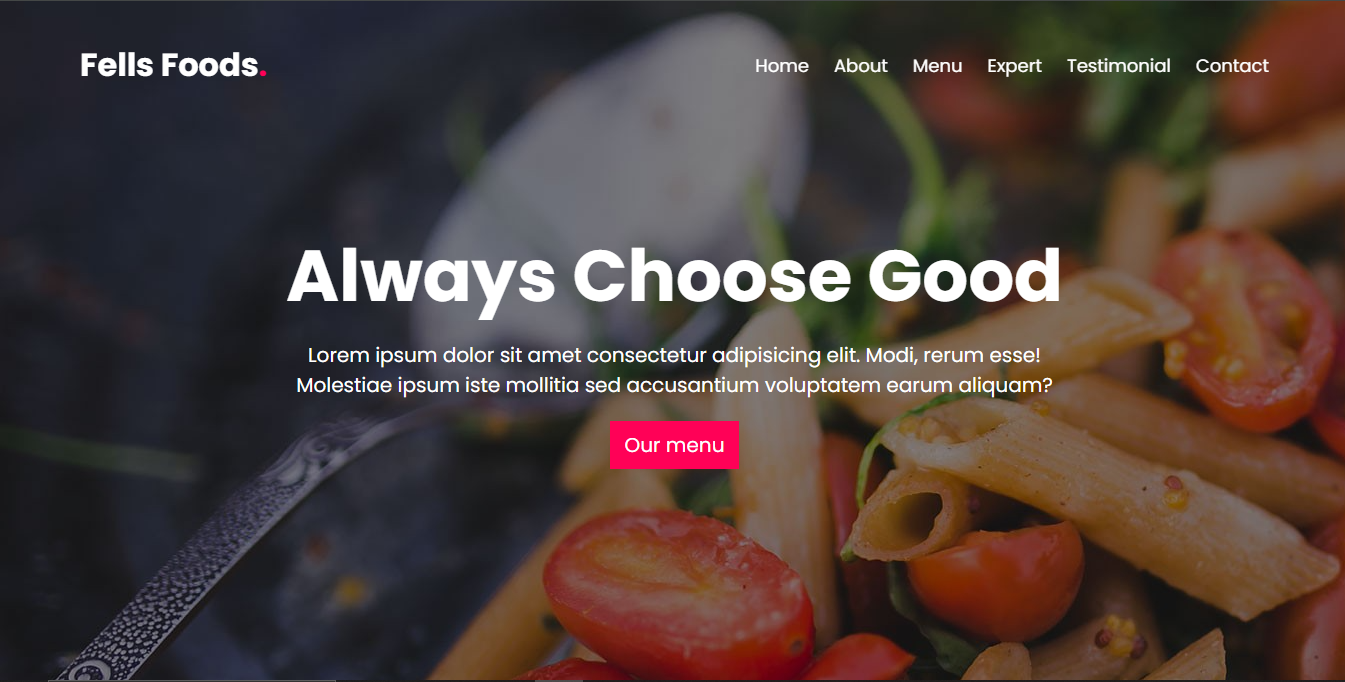 Fells Foods.
Home About Menu Expert Testimonial Contact
Always Choose Good
Lorem ipsum dolor sit amet consectetur adipisicing elit. Modi, rerum esse!
Molestiae ipsum iste mollitia sed accusantium voluptatem earum aliquam?
Our menu